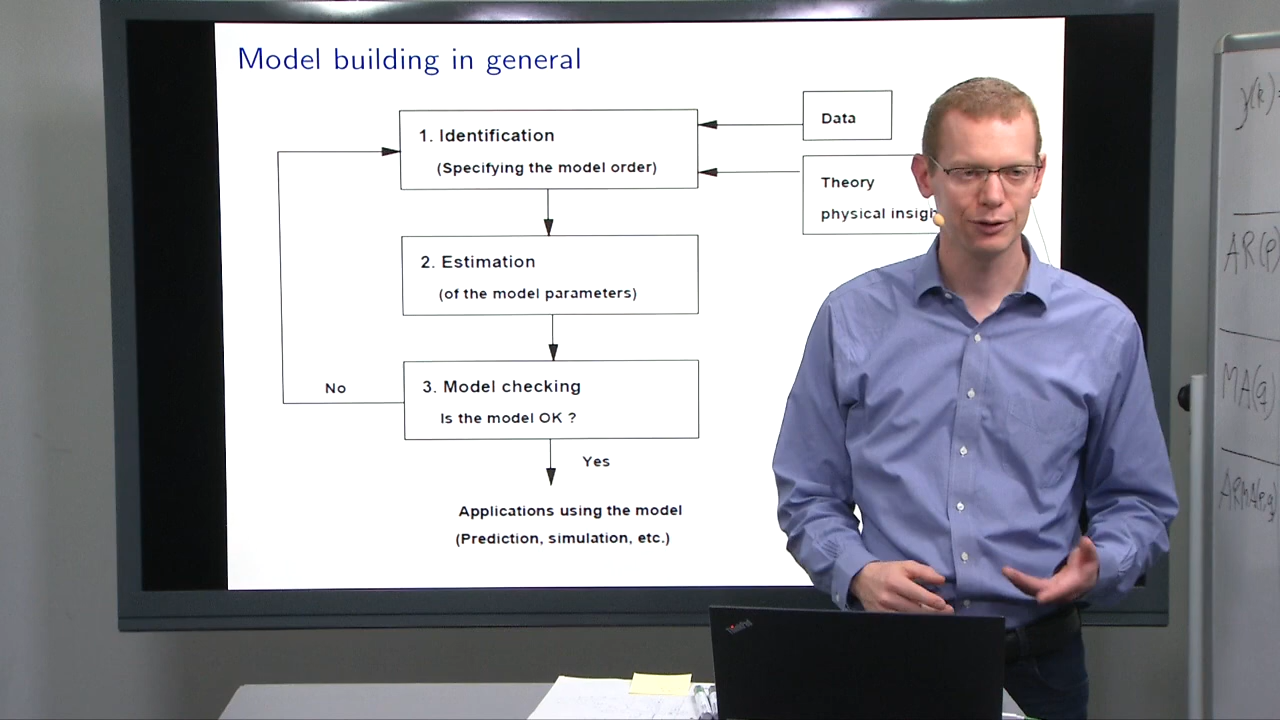 Model building in general
1. Identification
(Specifying the model order)
Data
Theory
physical insigh
2. Estimation
(of the model parameters)
No
3. Model checking
Is the model OK ?
Yes
Applications using the model
(Prediction, simulation, etc.)
ThinkPad
y(k)=
AR(p)
MA(q)
ARMA(p,q)